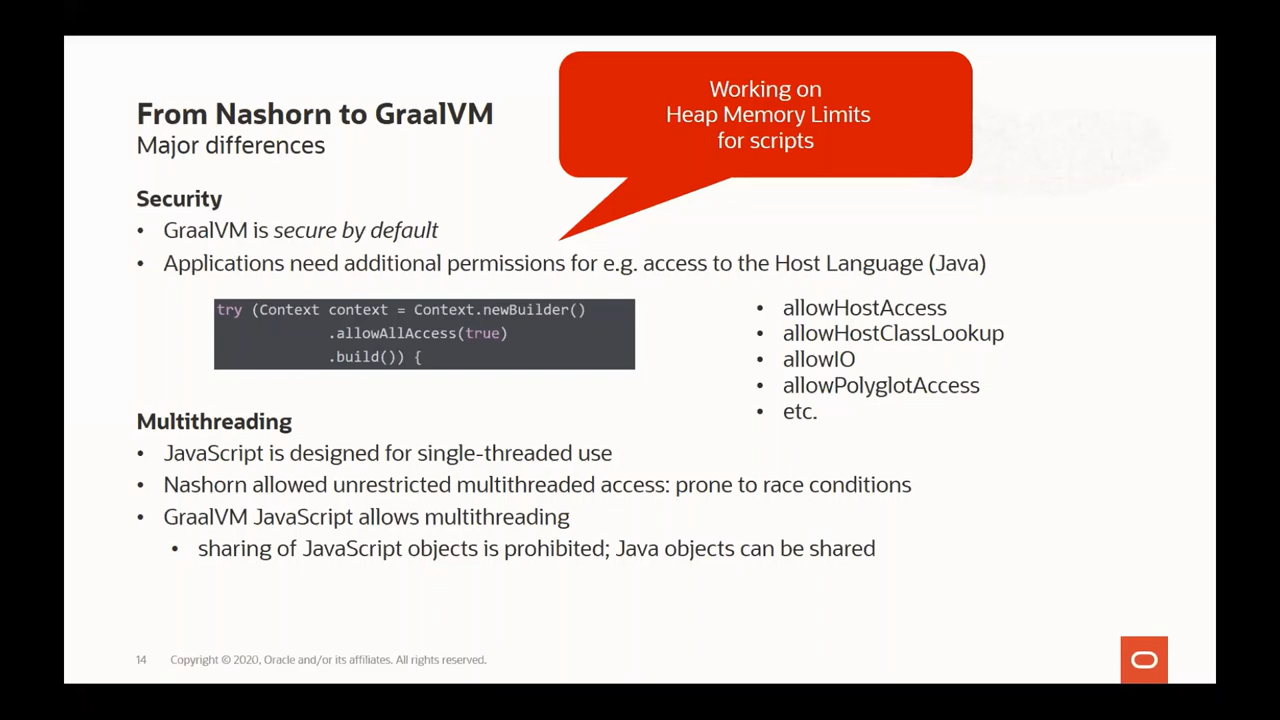 Working on
Heap Memory Limits
for scripts
From Nashorn to GraalVM
Major differences
Security
• GraalVM is secure by default
• Applications need additional permissions for e.g. access to the Host Language (Java)
try (Context context = Context.newBuilder()
.allowAllAccess(true)
.build()) {
• allowHostAccess
• allowHostClassLookup
• allowIO
• allowPolyglotAccess
• etc.
Multithreading
• JavaScript is designed for single-threaded use
• Nashorn allowed unrestricted multithreaded access: prone to race conditions
• GraalVM JavaScript allows multithreading
• sharing of JavaScript objects is prohibited; Java objects can be shared
14 Copyright © 2020, Oracle and/or its affiliates. All rights reserved.